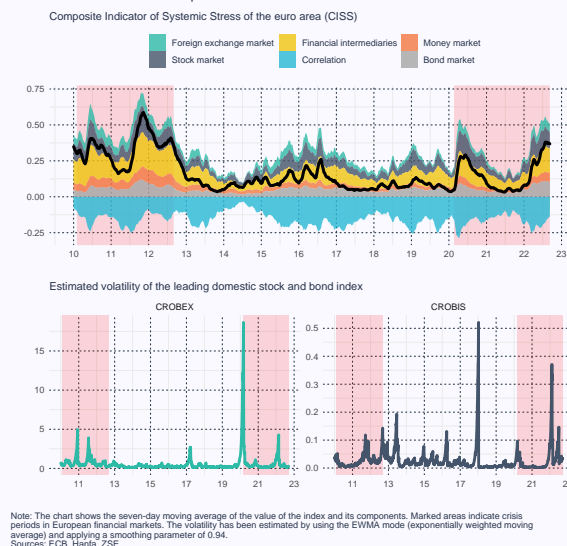 Composite Indicator of Systemic Stress of the euro area (CISS)
Foreign exchange market Financial intermediaries Money market
Stock market Correlation Bond market
0.75
0.50
0.25
0.00
-0.25
10 11 12 13 14 15 16 17 18 19 20 21 22 23
Estimated volatility of the leading domestic stock and bond index
CROBEX CROBIS
15
10
5
0
11 13 15 17 19 21 23
0.5
0.4
0.3
0.2
0.1
0.0
11 13 15 17 19 21
Note: The chart shows the seven-day moving average of the value of the index and its components. Marked areas indicate crisis
periods in European financial markets. The volatility has been estimated by using the EWMA mode (exponentially weighted moving
average) and applying a smoothing parameter of 0.94.
Sources: ECB, Hanfa, ZSE